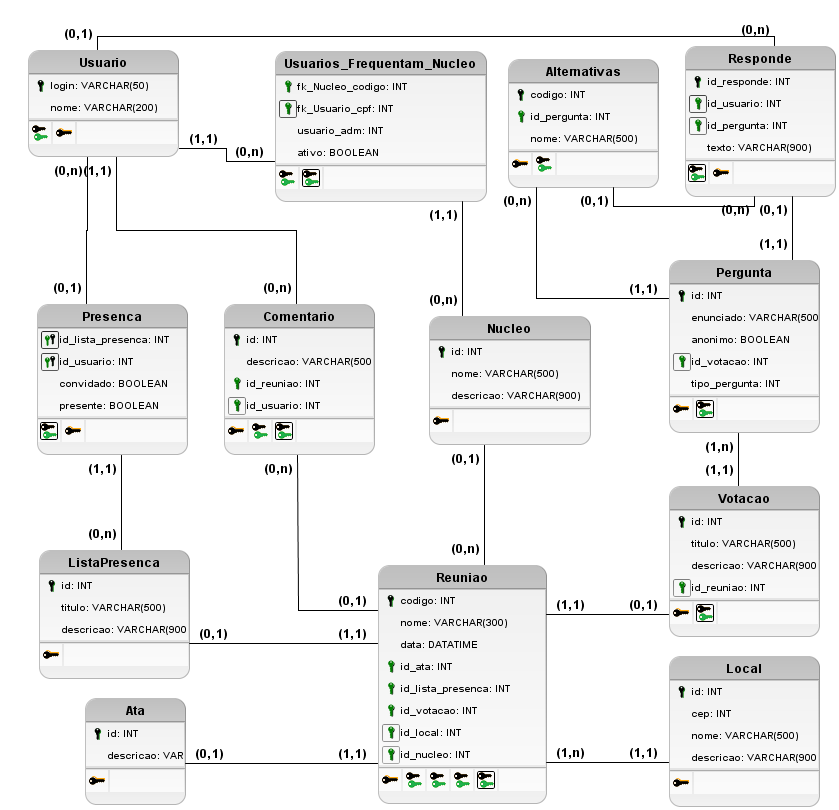 (0,1)
(0,n)
Usuario
login: VARCHAR(50)
nome: VARCHAR(200)
Usuarios_Frequentam_Nucleo
fk_Nucleo_codigo: INT
fk_Usuario_cpf: INT
usuario_adm: INT
ativo: BOOLEAN
Alternativas
codigo: INT
id_pergunta: INT
nome: VARCHAR(500)
Responde
id_responde: INT
id_usuario: INT
id_pergunta: INT
texto: VARCHAR(900)
(1,1)
(0,n)
(0,n)
(1,1)
(0,n)
(0,1)
(0,n)
(0,1)
(1,1)
(1,1)
(0,1)
(0,n)
(0,n)
(1,1)
Presenca
id_lista_presenca: INT
id_usuario: INT
convidado: BOOLEAN
presente: BOOLEAN
Comentario
id: INT
descricao: VARCHAR(500
id_reuniao: INT
id_usuario: INT
Nucleo
id: INT
nome: VARCHAR(500)
descricao: VARCHAR(900)
Pergunta
id: INT
enunciado: VARCHAR(500
anonimo: BOOLEAN
id_votacao: INT
tipo_pergunta: INT
(1,1)
(0,n)
(0,n)
(0,1)
(0,n)
(1,n)
(1,1)
ListaPresenca
id: INT
titulo: VARCHAR(500)
descricao: VARCHAR(900
Reuniao
codigo: INT
nome: VARCHAR(300)
data: DATATIME
id_ata: INT
id_lista_presenca: INT
id_votacao: INT
id_local: INT
id_nucleo: INT
Votacao
id: INT
titulo: VARCHAR(500)
descricao: VARCHAR(900
id_reuniao: INT
(0,1)
(1,1)
(0,1)
(0,1)
(1,1)
Ata
id: INT
descricao: VAR
(0,1)
(1,1)
(1,n)
(1,1)
Local
id: INT
cep: INT
nome: VARCHAR(500)
descricao: VARCHAR(900